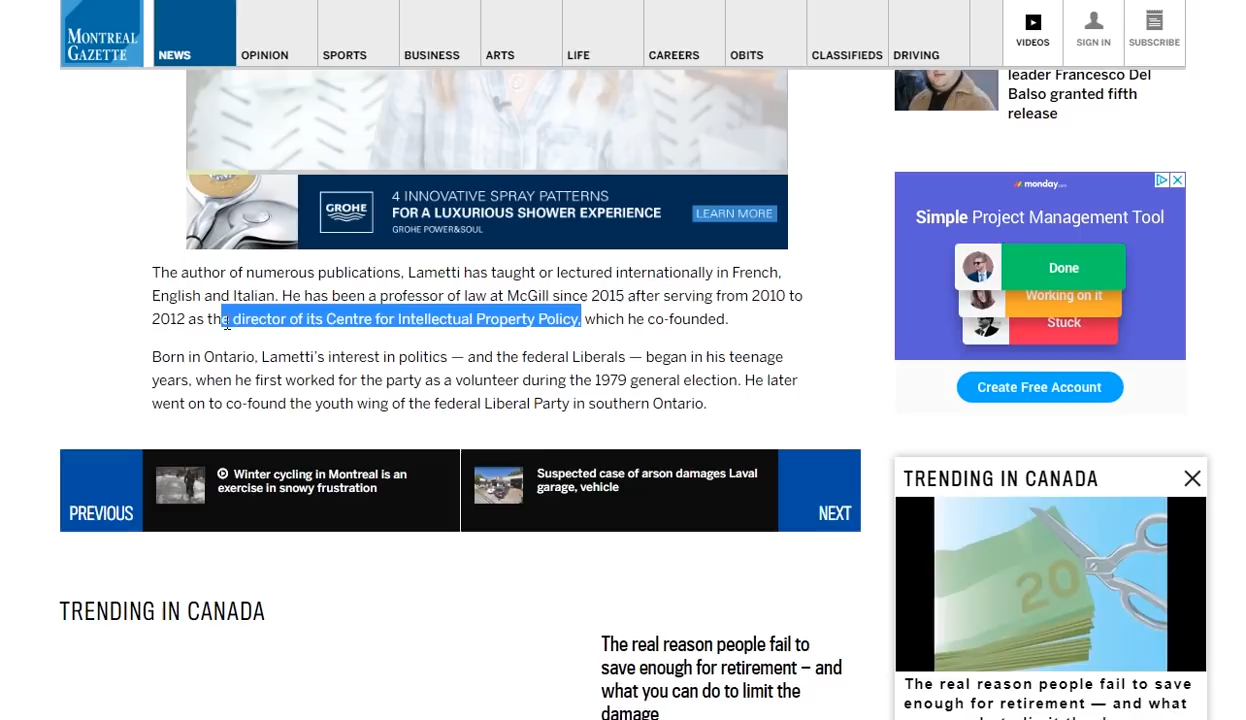 MONTREAL
GAZETTE
NEWS
OPINION
SPORTS
BUSINESS
ARTS
LIFE
CAREERS
OBITS
CLASSIFIEDS
DRIVING
VIDEOS
SIGN IN
SUBSCRIBE
leader Francesco Del
Balso granted fifth
release
4 INNOVATIVE SPRAY PATTERNS
FOR A LUXURIOUS SHOWER EXPERIENCE
GROHE POWER&SOUL
GROHE
LEARN MORE
The author of numerous publications, Lametti has taught or lectured internationally in French,
English and Italian. He has been a professor of law at McGill since 2015 after serving from 2010 to
2012 as the director of its Centre for Intellectual Property Policy, which he co-founded.
Born in Ontario, Lametti's interest in politics — and the federal Liberals — began in his teenage
years, when he first worked for the party as a volunteer during the 1979 general election. He later
went on to co-found the youth wing of the federal Liberal Party in southern Ontario.
monday.com
Simple Project Management Tool
Done
Working on it
Stuck
Create Free Account
PREVIOUS
Winter cycling in Montreal is an
exercise in snowy frustration
Suspected case of arson damages Laval
garage, vehicle
NEXT
TRENDING IN CANADA
20
The real reason people fail to save
enough for retirement — and what
TRENDING IN CANADA
The real reason people fail to
save enough for retirement – and
what you can do to limit the
damage